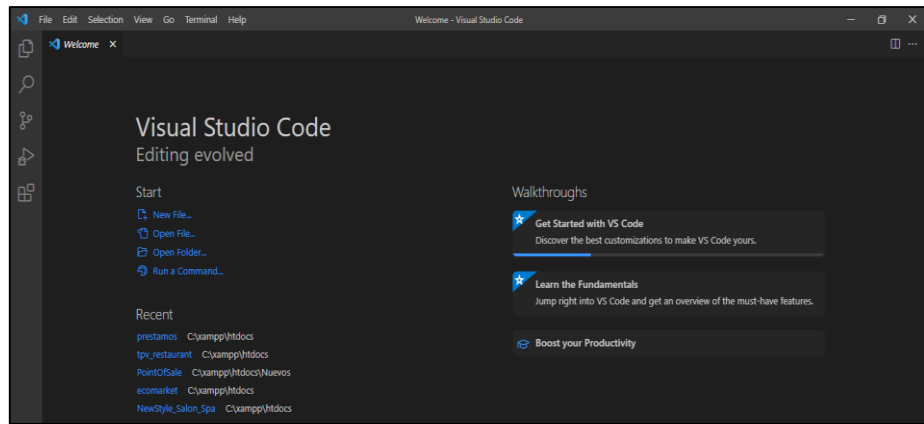 File Edit Selection View Go Terminal Help
Welcome - Visual Studio Code
Welcome
Visual Studio Code
Editing evolved
Start
New File...
Open File...
Open Folder...
Run a Command...
Recent
prestamos C:\xampp\htdocs
tpv_restaurant C:\xampp\htdocs
PointOfSale C:\xampp\htdocs\Nuevos
ecomarket C:\xampp\htdocs
NewStyle_Salon_Spa C:\xampp\htdocs
Walkthroughs
Get Started with VS Code
Discover the best customizations to make VS Code yours.
Learn the Fundamentals
Jump right into VS Code and get an overview of the must-have features.
Boost your Productivity